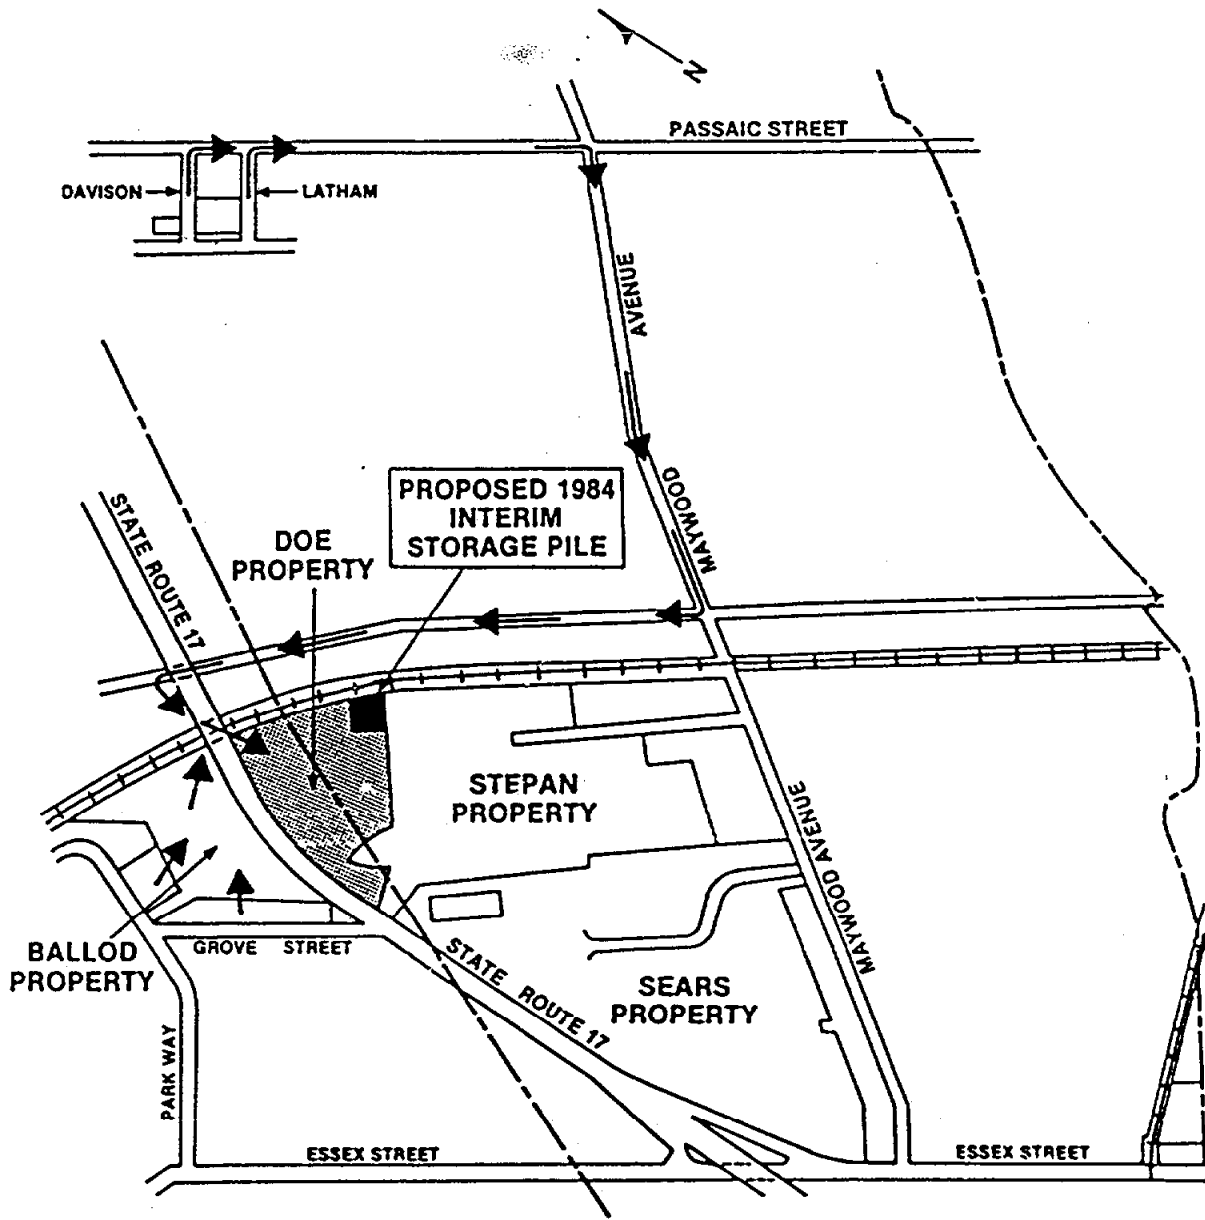 N
PASSAIC STREET
DAVISON
LATHAM
AVENUE
MAYWOOD
PROPOSED 1984
INTERIM
STORAGE PILE
STATE ROUTE 17
DOE
PROPERTY
STEPAN
PROPERTY
MAYWOOD AVENUE
BALLOD
PROPERTY
GROVE STREET
STATE ROUTE 17
SEARS
PROPERTY
PARK WAY
ESSEX STREET
ESSEX STREET